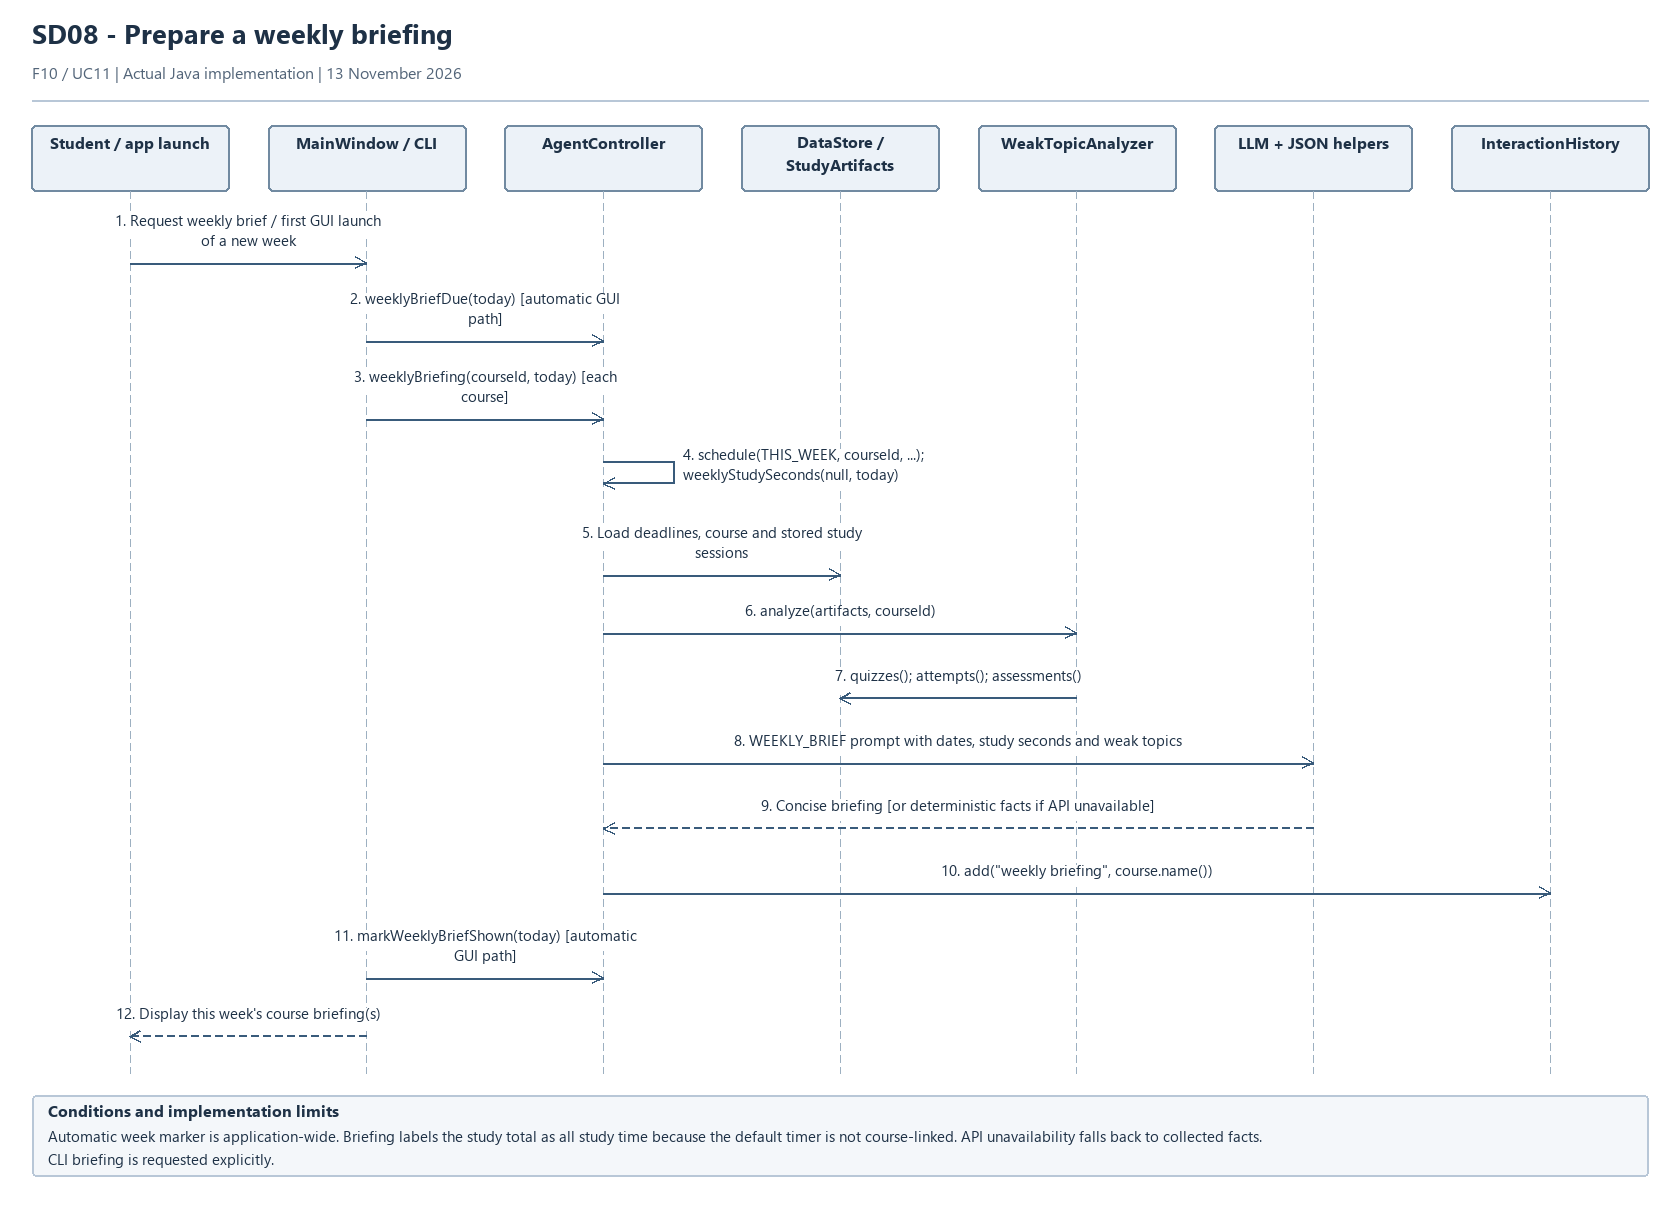 SD08 - Prepare a weekly briefing
F10 / UC11 | Actual Java implementation | 13 November 2026
Student / app launch
MainWindow / CLI
AgentController
DataStore /
StudyArtifacts
WeakTopicAnalyzer
LLM + JSON helpers
InteractionHistory
1. Request weekly brief / first GUI launch
of a new week
2. weeklyBriefDue(today) [automatic GUI
path]
3. weeklyBriefing(courseId, today) [each
course]
4. schedule(THIS_WEEK, courseId, ...);
weeklyStudySeconds(null, today)
5. Load deadlines, course and stored study
sessions
6. analyze(artifacts, courseId)
7. quizzes(); attempts(); assessments()
8. WEEKLY_BRIEF prompt with dates, study seconds and weak topics
9. Concise briefing [or deterministic facts if API unavailable]
10. add("weekly briefing", course.name())
11. markWeeklyBriefShown(today) [automatic
GUI path]
12. Display this week's course briefing(s)
Conditions and implementation limits
Automatic week marker is application-wide. Briefing labels the study total as all study time because the default timer is not course-linked. API unavailability falls back to collected facts.
CLI briefing is requested explicitly.